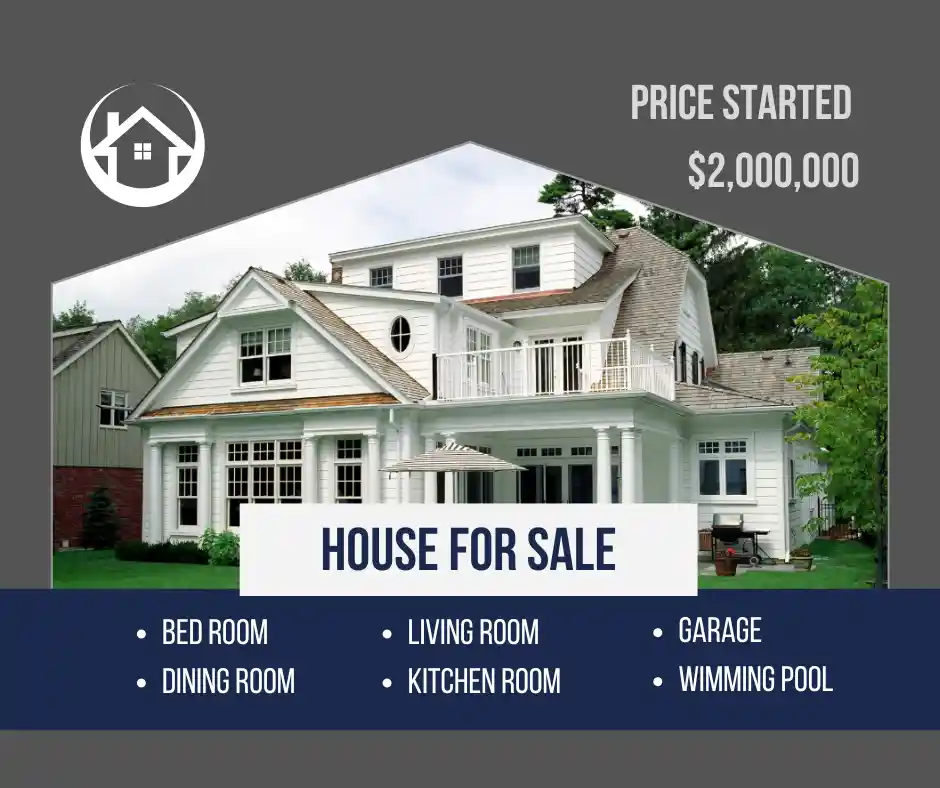 PRICE STARTED
$2,000,000
HOUSE FOR SALE
• BED ROOM
• DINING ROOM
• LIVING ROOM
• KITCHEN ROOM
• GARAGE
• WIMMING POOL